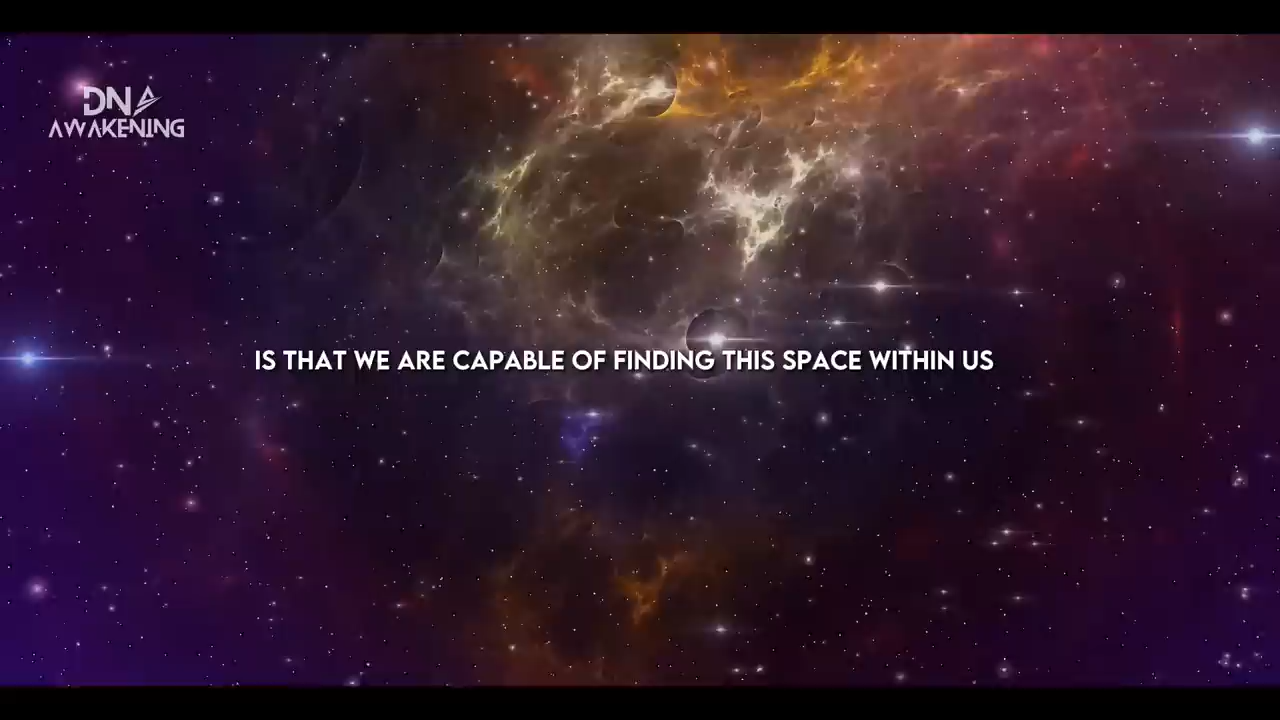 DNA
AWAKENING
IS THAT WE ARE CAPABLE OF FINDING THIS SPACE WITHIN US